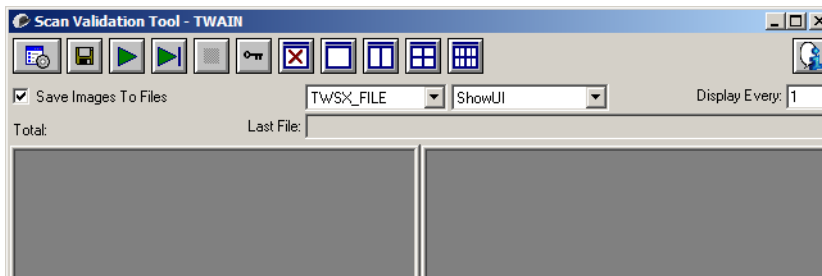 Scan Validation Tool - TWAIN
Save Images To Files TWSX_FILE ShowUI Display Every: 1
Total: Last File: